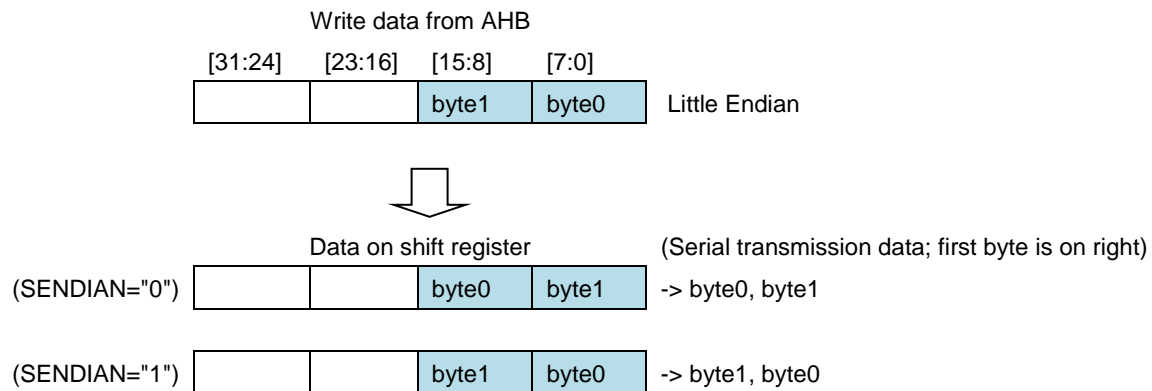 Write data from AHB
[31:24] [23:16] [15:8] [7:0]
byte1 byte0 Little Endian
Data on shift register (Serial transmission data; first byte is on right)
(SENDIAN="0") byte0 byte1 -> byte0, byte1
(SENDIAN="1") byte1 byte0 -> byte1, byte0